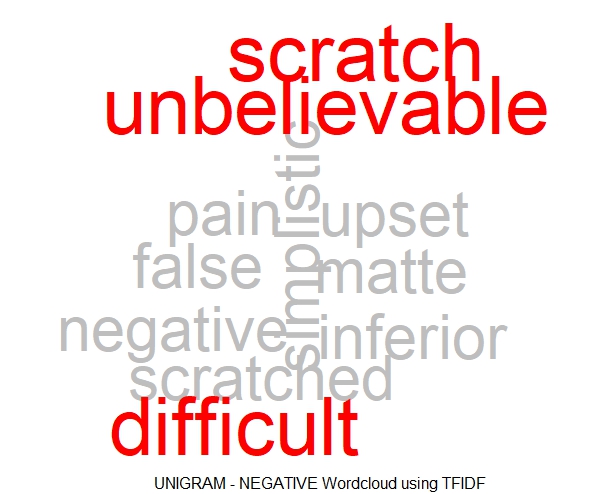 scratch
unbelievable
simplistic
pain upset
false matte
negative inferior
scratched
difficult
UNIGRAM - NEGATIVE Wordcloud using TFIDF